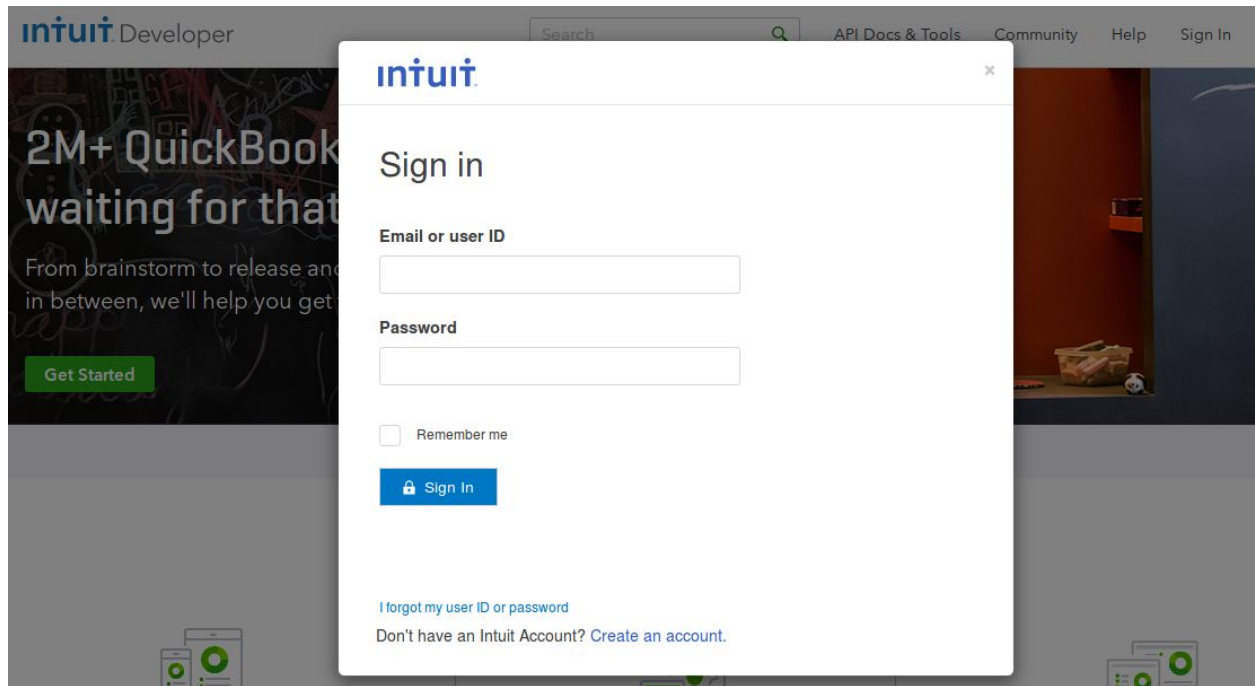 intuit Developer
Search
API Docs & Tools
Community
Help
Sign In
intuit
×
2M+ QuickBook
waiting for that
From brainstorm to release and
in between, we'll help you get
Get Started
Sign in
Email or user ID
Password
Remember me
Sign In
I forgot my user ID or password
Don't have an Intuit Account? Create an account.